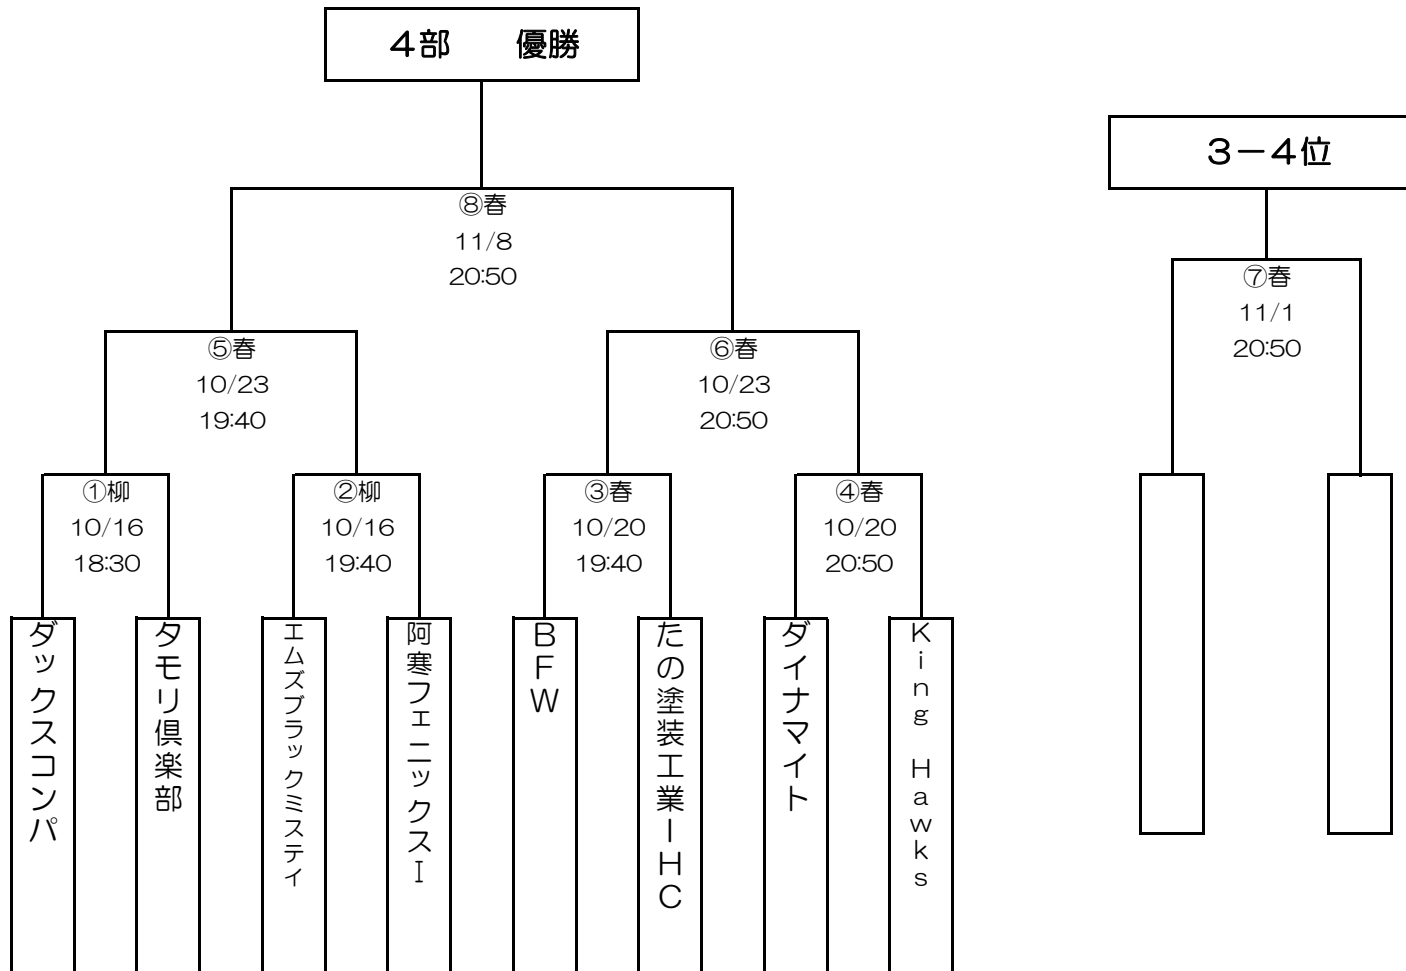 ４部　　優勝
３－４位
⑧春
11/8
20:50
⑦春
11/1
20:50
⑤春
10/23
19:40
⑥春
10/23
20:50
①柳
10/16
18:30
②柳
10/16
19:40
③春
10/20
19:40
④春
10/20
20:50
ダックスコンパ
タモリ倶楽部
エムズブラックミステイ
阿寒フェニックスⅠ
ＢＦＷ
たの塗装工業ＩＨＣ
ダイナマイト
Ｋｉｎｇ　Ｈａｗｋｓ